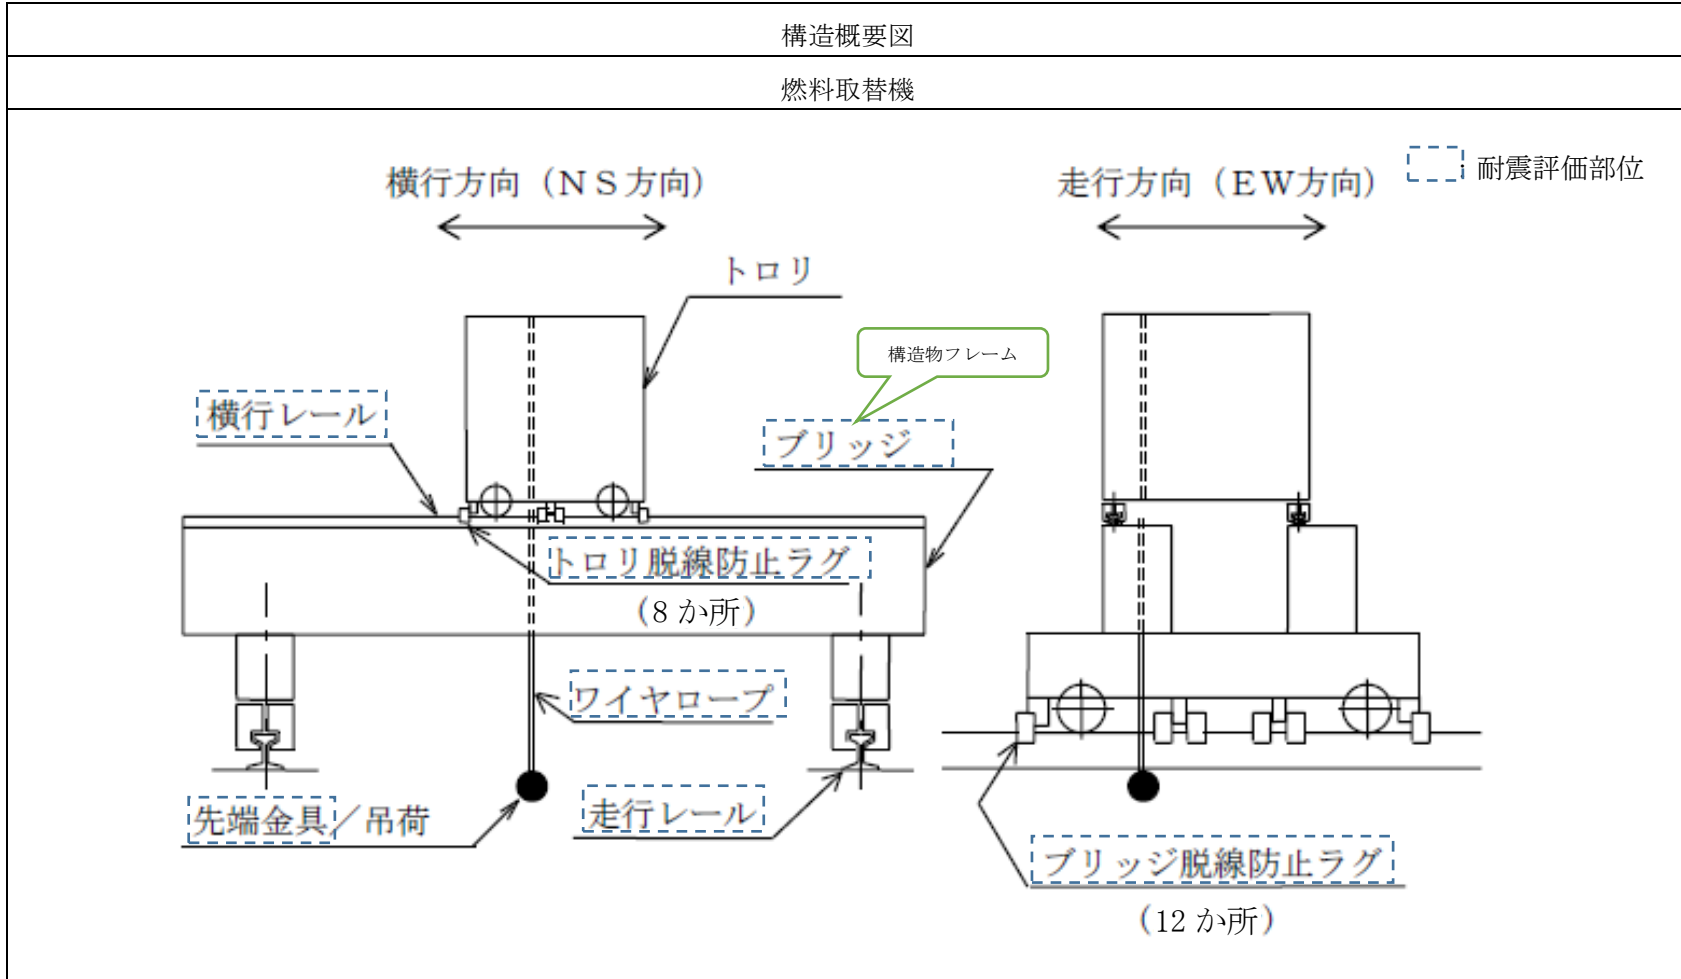 構造概要図
燃料取替機
横行方向（ＮＳ方向）
走行方向（ＥＷ方向）
: 耐震評価部位
トロリ
構造物フレーム
横行レール
ブリッジ
トロリ脱線防止ラグ
（8 か所）
ワイヤロープ
先端金具／吊荷
走行レール
ブリッジ脱線防止ラグ
（12 か所）